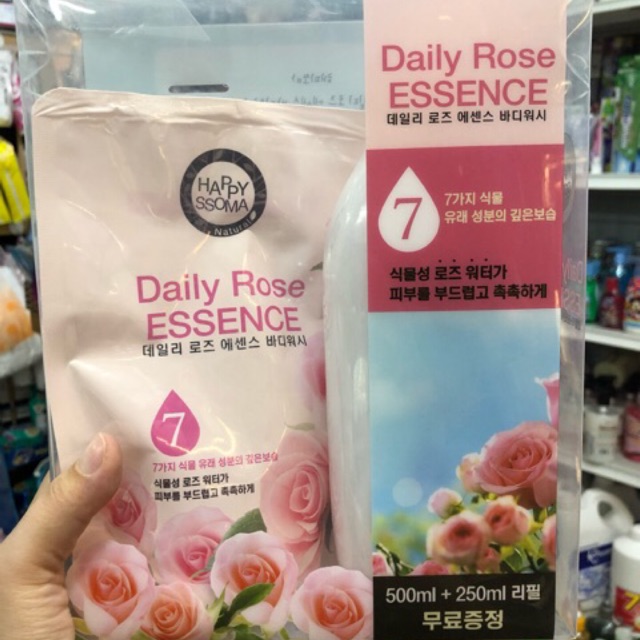 Daily Rose
ESSENCE
데일리 로즈 에센스 바디워시
7
7가지 식물
유래 성분의 깊은보습
식물성 로즈 워터가
피부를 부드럽고 촉촉하게
500ml + 250ml 리필
무료증정
HAPPY
SSOMA
Natural
Daily Rose
ESSENCE
데일리 로즈 에센스 바디워시
7
7가지 식물 유래 성분의 깊은보습
식물성 로즈 워터가
피부를 부드럽고 촉촉하게